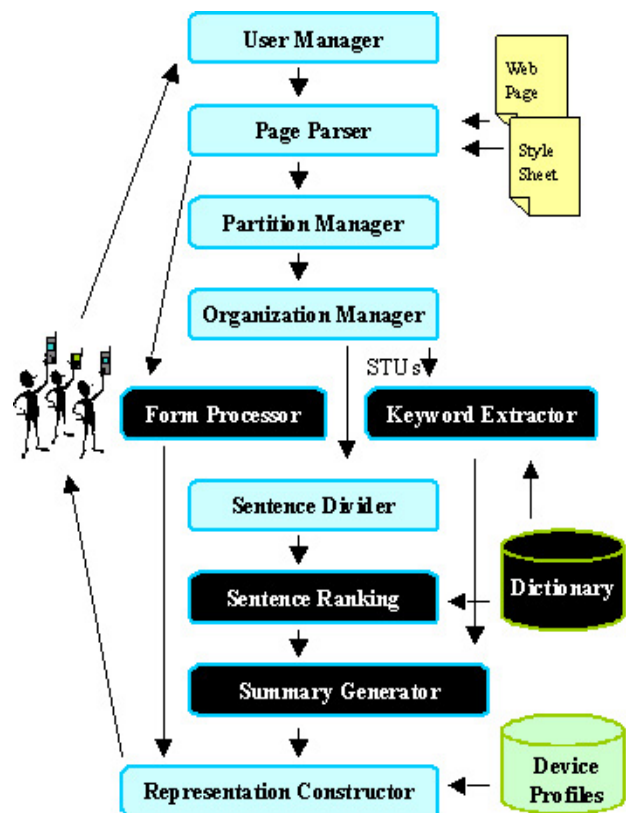 User Manager
Web
Page
Page Parser
Style
Sheet
Partition Manager
Organization Manager
STUs
Form Processor
Keyword Extractor
Sentence Divider
Dictionary
Sentence Ranking
Summary Generator
Device
Profiles
Representation Constructor